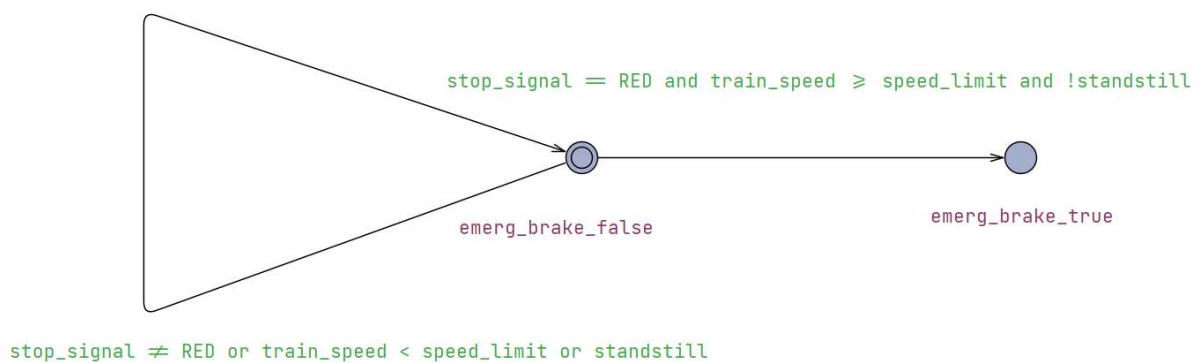 stop_signal == RED and train_speed ⩾ speed_limit and !standstill
emerg_brake_false
emerg_brake_true
stop_signal ≠ RED or train_speed < speed_limit or standstill